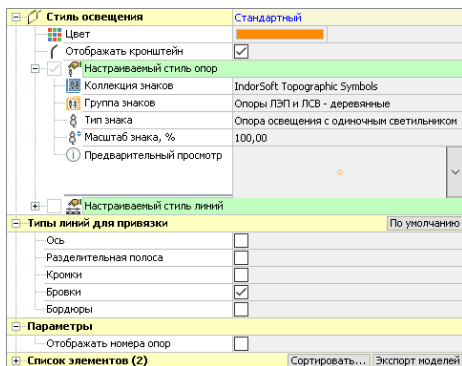 Стиль освещения Стандартный
Цвет
Отображать кронштейн
Настраиваемый стиль опор
Коллекция знаков IndorSoft Topographic Symbols
Группа знаков Опоры ЛЭП и ЛСВ - деревянные
Тип знака Опора освещения с одиночным светильником
Масштаб знака, % 100,00
Предварительный просмотр
Настраиваемый стиль линий
Типы линий для привязки По умолчанию
Ось
Разделительная полоса
Кромки
Бровки
Бордюры
Параметры
Отображать номера опор
Список элементов (2) Сортировать... Экспорт моделей